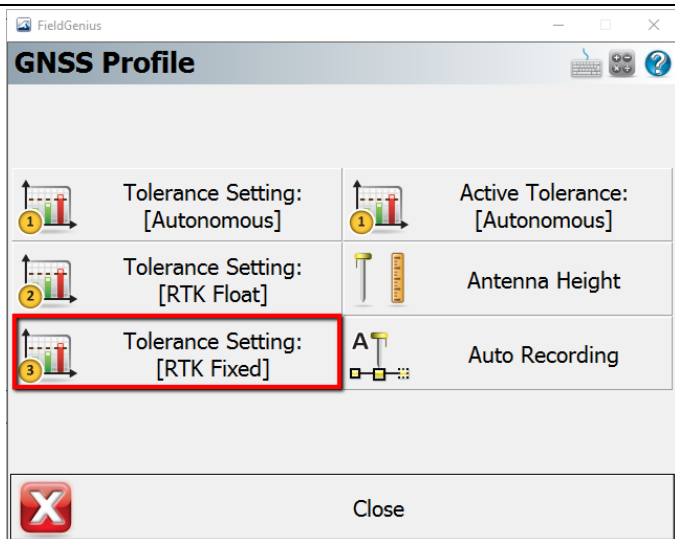 FieldGenius
GNSS Profile
Tolerance Setting:
[Autonomous]
Active Tolerance:
[Autonomous]
Tolerance Setting:
[RTK Float]
Antenna Height
Tolerance Setting:
[RTK Fixed]
Auto Recording
Close